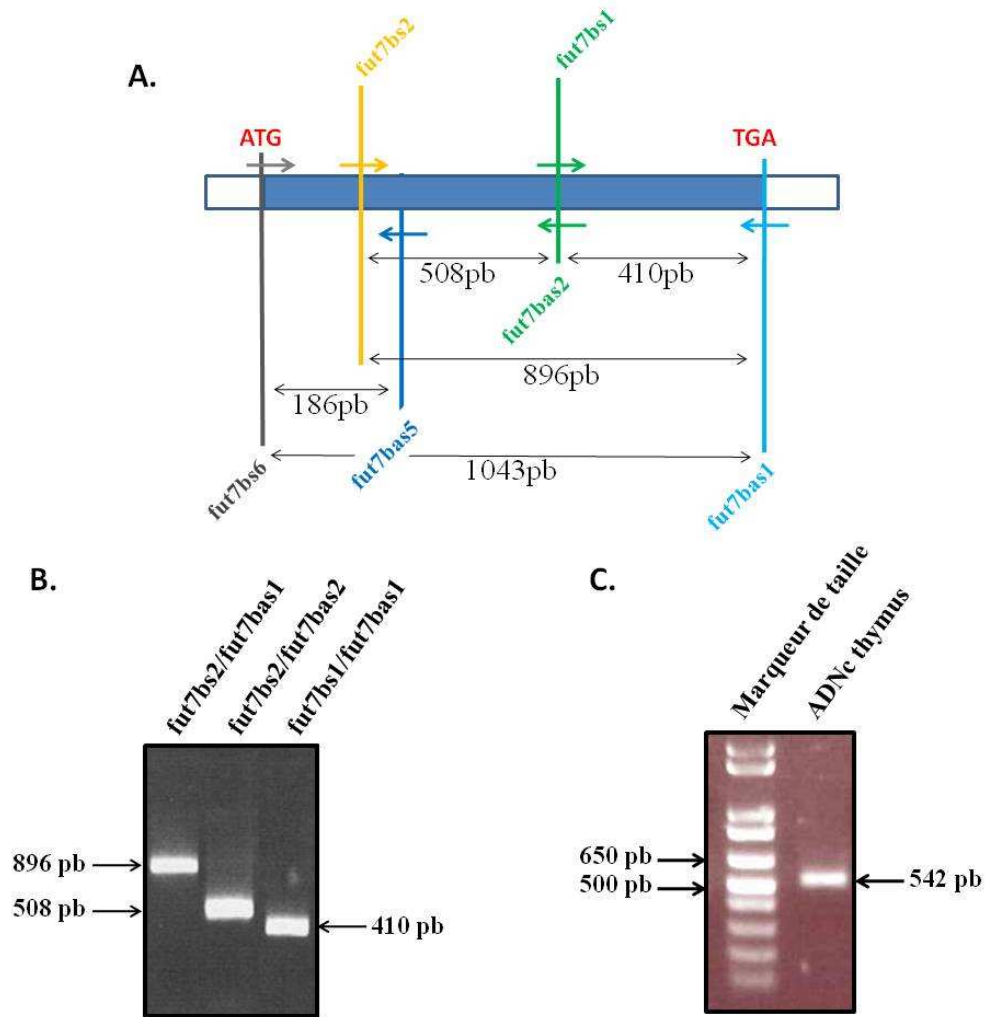 A.
fut7bs2
fut7bs1
ATG
TGA
508pb
410pb
fut7bas2
896pb
186pb
fut7bas5
1043pb
fut7bs6
fut7bas1
B.
fut7bs2/fut7bas1
fut7bs2/fut7bas2
fut7bs1/fut7bas1
896 pb
508 pb
410 pb
C.
Marqueur de taille
ADNc thymus
650 pb
500 pb
542 pb